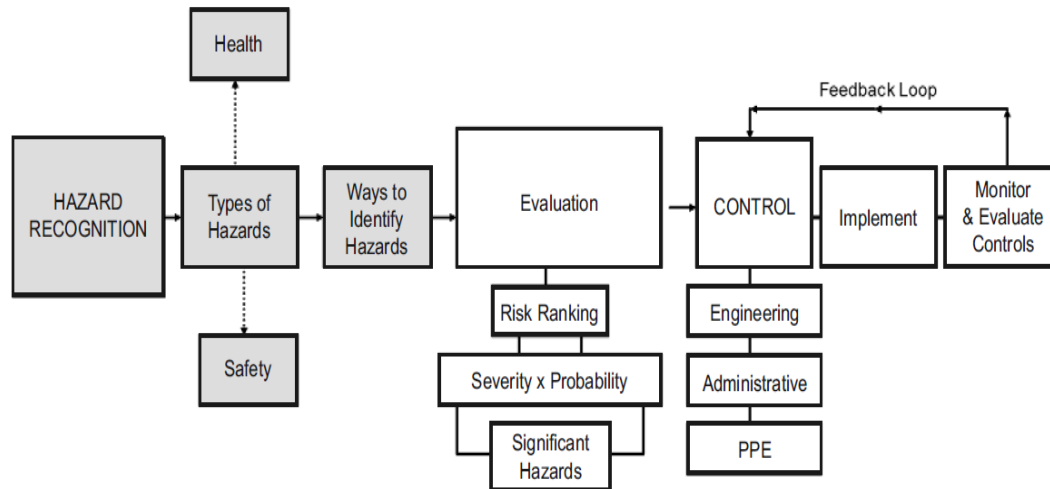 Health
Feedback Loop
HAZARD
RECOGNITION
Types of
Hazards
Ways to
Identify
Hazards
Evaluation
CONTROL
Implement
Monitor
& Evaluate
Controls
Risk Ranking
Engineering
Safety
Severity x Probability
Administrative
Significant
Hazards
PPE